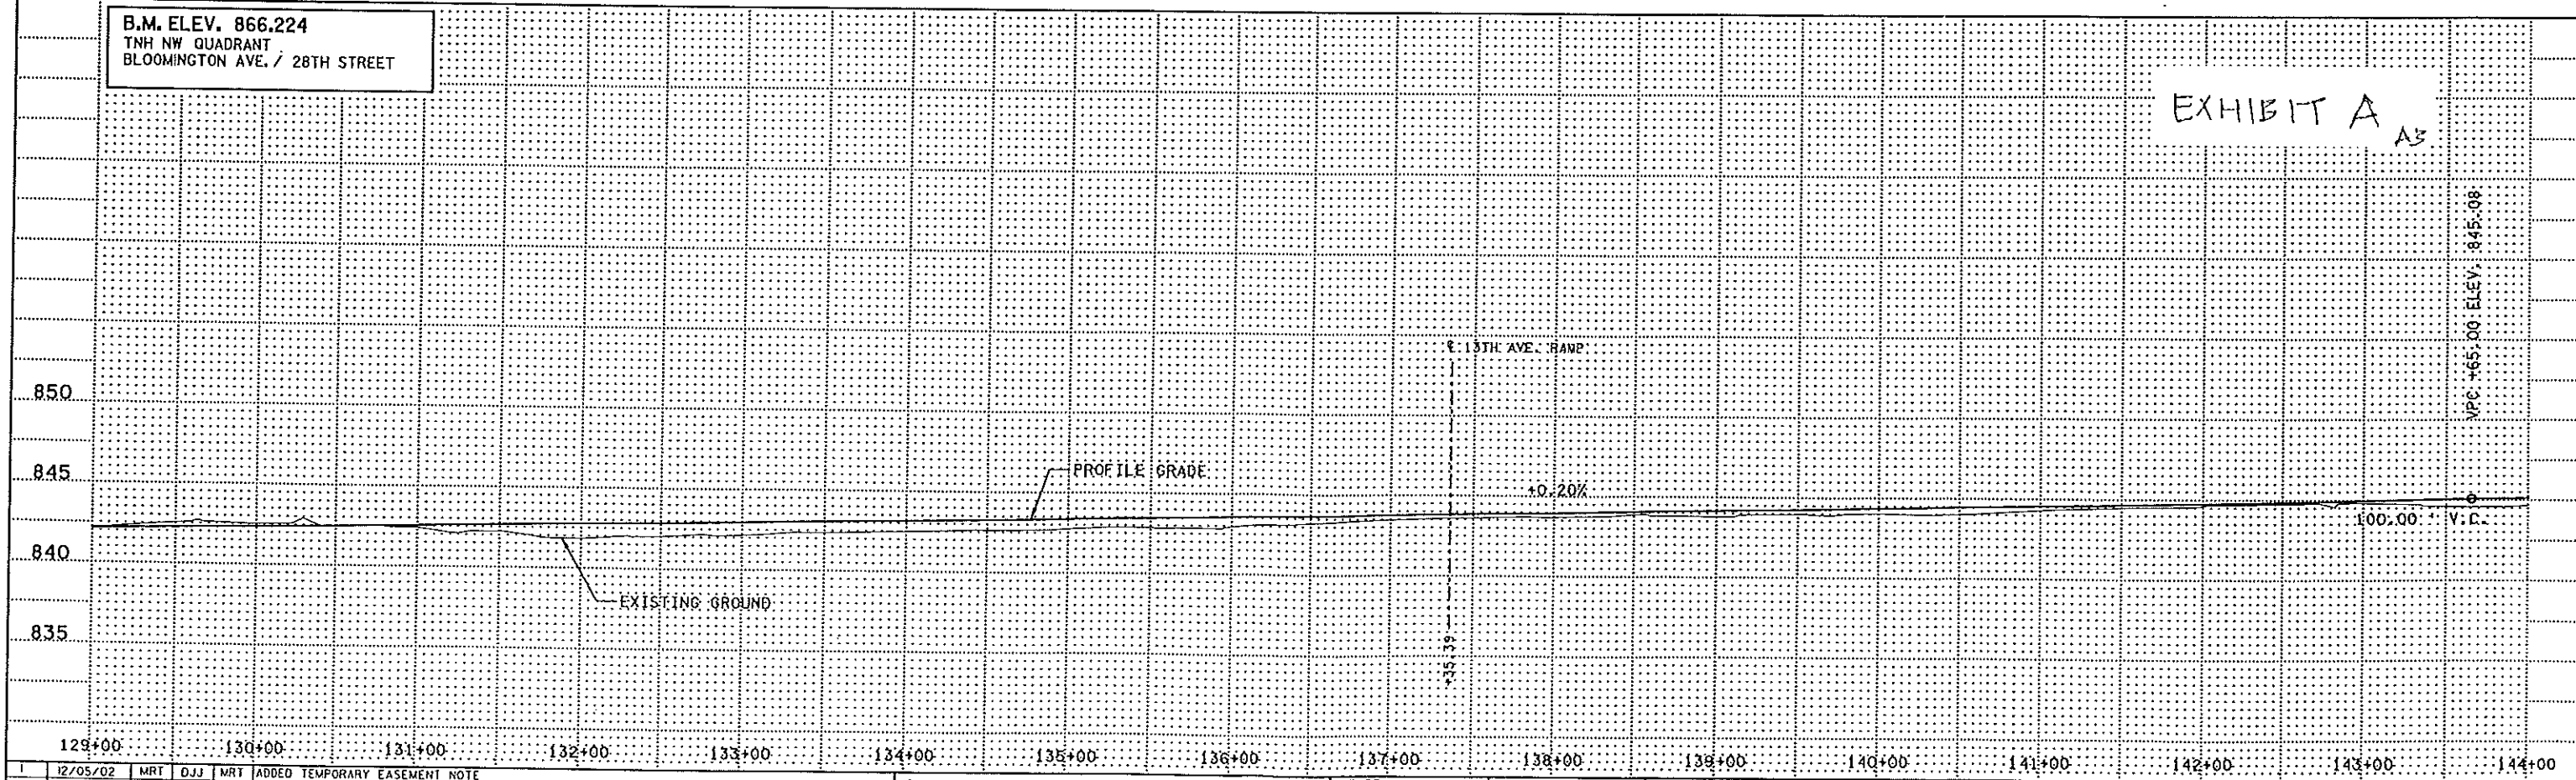 B.M. ELEV. 866.224
TNH NW QUADRANT
BLOOMINGTON AVE. / 28TH STREET
EXHIBIT A
VPC +65.00 ELEV. 845.08
℄ 13TH AVE. RAMP
850
845
PROFILE GRADE
+0.20%
100.00 ' V.C.
840
EXISTING GROUND
835
+35.39
129+00 130+00 131+00 132+00 133+00 134+00 135+00 136+00 137+00 138+00 139+00 140+00 141+00 142+00 143+00 144+00
1 12/05/02 MRT DJJ MRT ADDED TEMPORARY EASEMENT NOTE